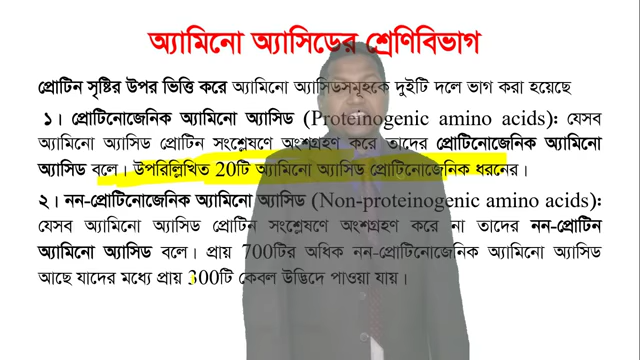 অ্যামিনো অ্যাসিডের শ্রেণিবিভাগ
প্রোটিন সৃষ্টির উপর ভিত্তি করে অ্যামিনো অ্যাসিডসমূহকে দুইটি দলে ভাগ করা হয়েছে
১। প্রোটিনোজেনিক অ্যামিনো অ্যাসিড (Proteinogenic amino acids): যেসব
অ্যামিনো অ্যাসিড প্রোটিন সংশ্লেষণে অংশগ্রহণ করে তাদের প্রোটিনোজেনিক অ্যামিনো
অ্যাসিড বলে। উপরিল্লিখিত 20টি অ্যামিনো অ্যাসিড প্রোটিনোজেনিক ধরনের।
২। নন-প্রোটিনোজেনিক অ্যামিনো অ্যাসিড (Non-proteinogenic amino acids):
যেসব অ্যামিনো অ্যাসিড প্রোটিন সংশ্লেষণে অংশগ্রহণ করে না তাদের নন-প্রোটিন
অ্যামিনো অ্যাসিড বলে। প্রায় 700টির অধিক নন-প্রোটিনোজেনিক অ্যামিনো অ্যাসিড
আছে যাদের মধ্যে প্রায় 300টি কেবল উদ্ভিদে পাওয়া যায়।